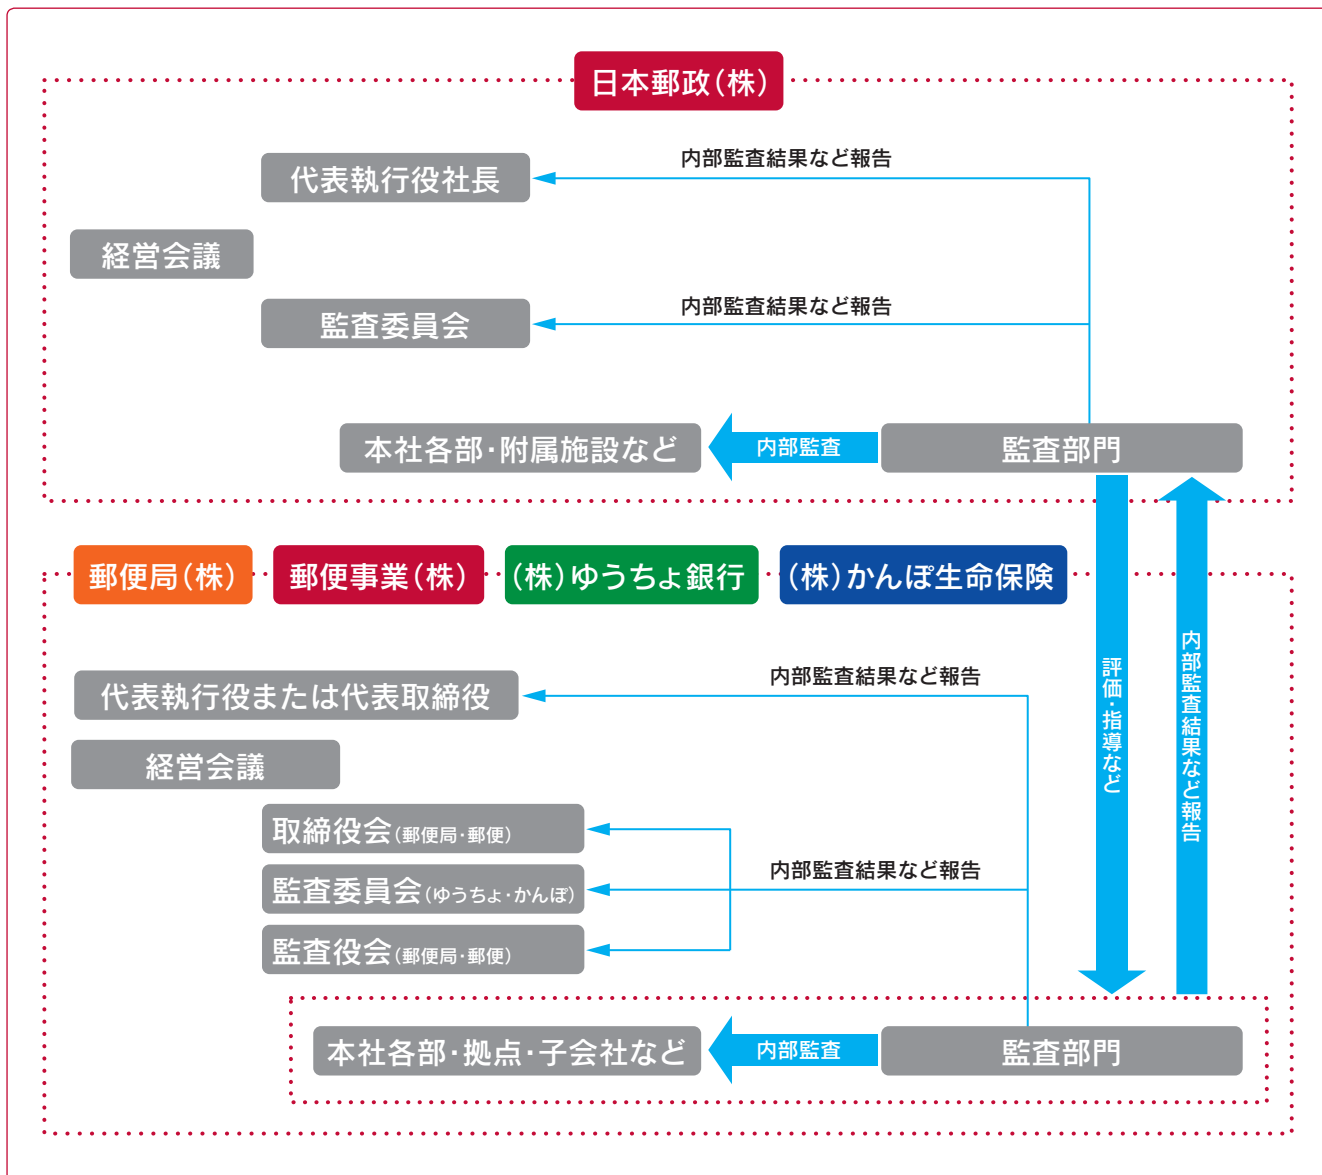 日本郵政(株)
内部監査結果など報告
代表執行役社長
経営会議
内部監査結果など報告
監査委員会
本社各部・附属施設など
内部監査
監査部門
郵便局(株)
郵便事業(株)
(株)ゆうちょ銀行
(株)かんぽ生命保険
評価・指導など
内部監査結果など報告
内部監査結果など報告
代表執行役または代表取締役
経営会議
取締役会(郵便局・郵便)
内部監査結果など報告
監査委員会(ゆうちょ・かんぽ)
監査役会(郵便局・郵便)
本社各部・拠点・子会社など
内部監査
監査部門